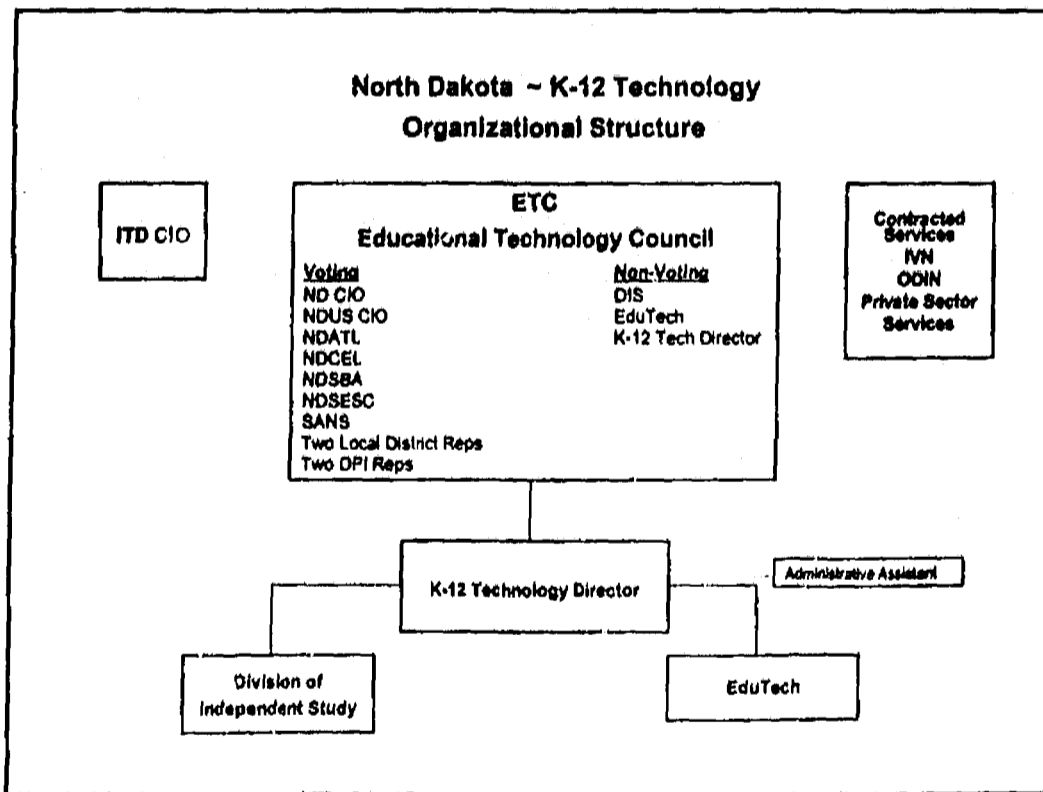 North Dakota ~ K-12 Technology
Organizational Structure
ITD CIO
ETC
Educational Technology Council
Voting
ND CIO
NDUS CIO
NDATL
NDCEL
NDSBA
NDSESC
SANS
Two Local District Reps
Two DPI Reps
Non-Voting
DIS
EduTech
K-12 Tech Director
Contracted
Services
IVN
ODIN
Private Sector
Services
K-12 Technology Director
Administrative Assistant
Division of
Independent Study
EduTech